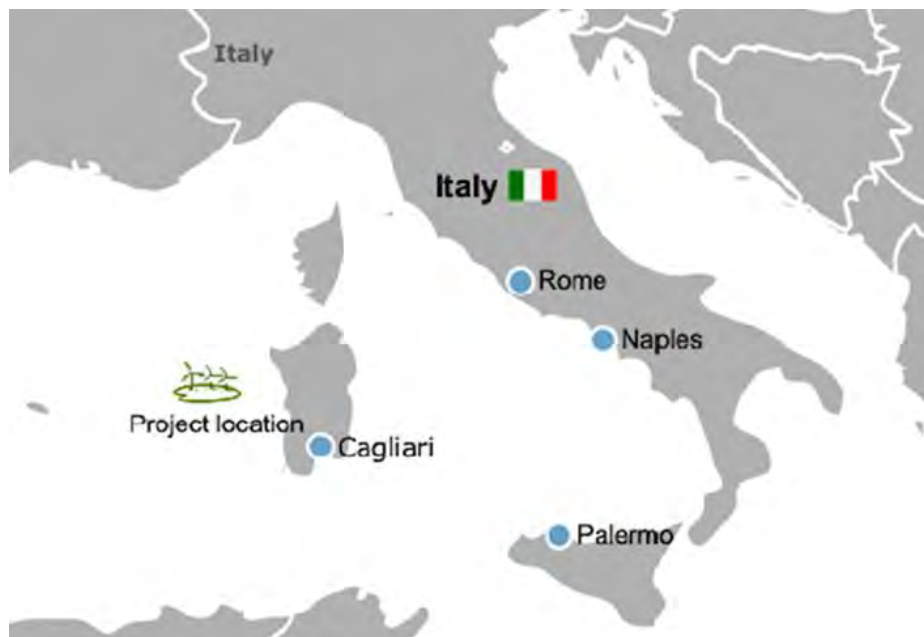 Italy
Italy
Rome
Naples
Project location
Cagliari
Palermo